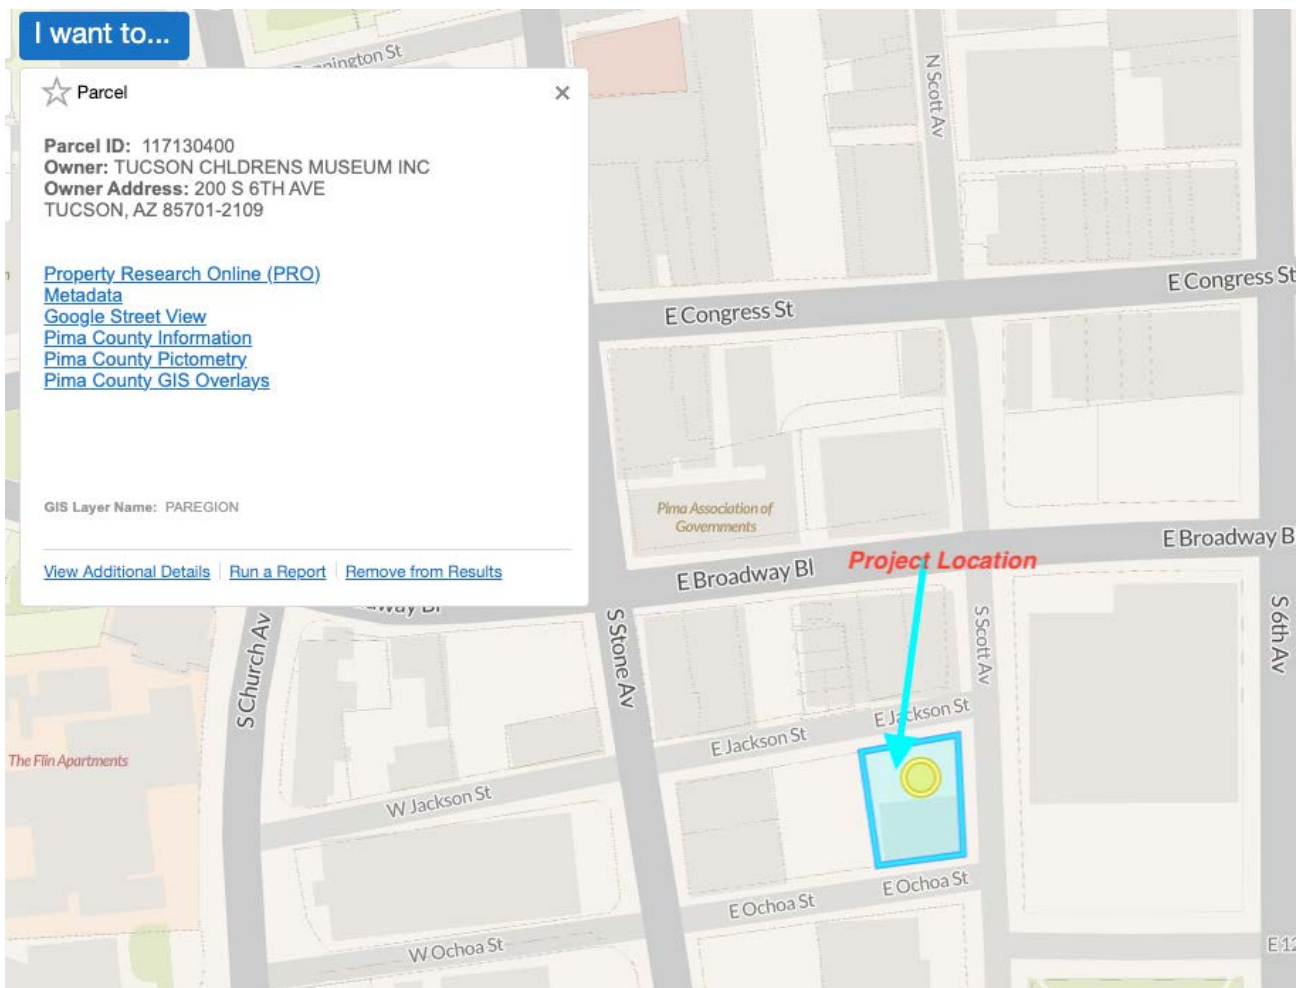 I want to...
Parcel
Parcel ID: 117130400
Owner: TUCSON CHLDRENS MUSEUM INC
Owner Address: 200 S 6TH AVE
TUCSON, AZ 85701-2109
Property Research Online (PRO)
Metadata
Google Street View
Pima County Information
Pima County Pictometry
Pima County GIS Overlays
GIS Layer Name: PAREGION
View Additional Details
Run a Report
Remove from Results
N Scott Av
E Congress St
E Congress St
Pima Association of
Governments
E Broadway B
Project Location
E Broadway Bl
S Church Av
S Stone Av
S Scott Av
S 6th Av
E Jackson St
E Jackson St
The Flin Apartments
W Jackson St
E Ochoa St
E Ochoa St
W Ochoa St
E 12